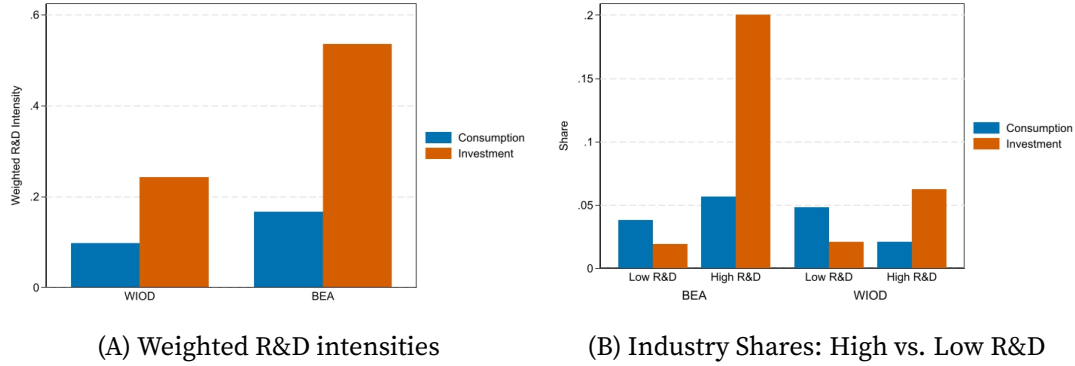 .6
.4
.2
0
Weighted R&D Intensity
WIOD
BEA
Consumption
Investment
(A) Weighted R&D intensities
.2
.15
.1
.05
0
Share
Low R&D
High R&D
Low R&D
High R&D
BEA
WIOD
Consumption
Investment
(B) Industry Shares: High vs. Low R&D